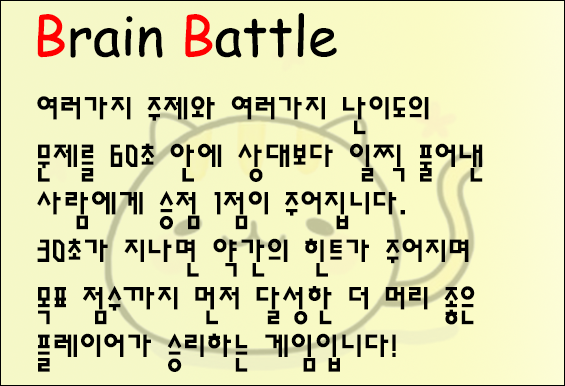 Brain Battle
여러가지 주제와 여러가지 난이도의
문제를 60초 안에 상대보다 일찍 풀어낸
사람에게 승점 1점이 주어집니다.
30초가 지나면 약간의 힌트가 주어지며
목표 점수까지 먼저 달성한 더 머리 좋은
플레이어가 승리하는 게임입니다!